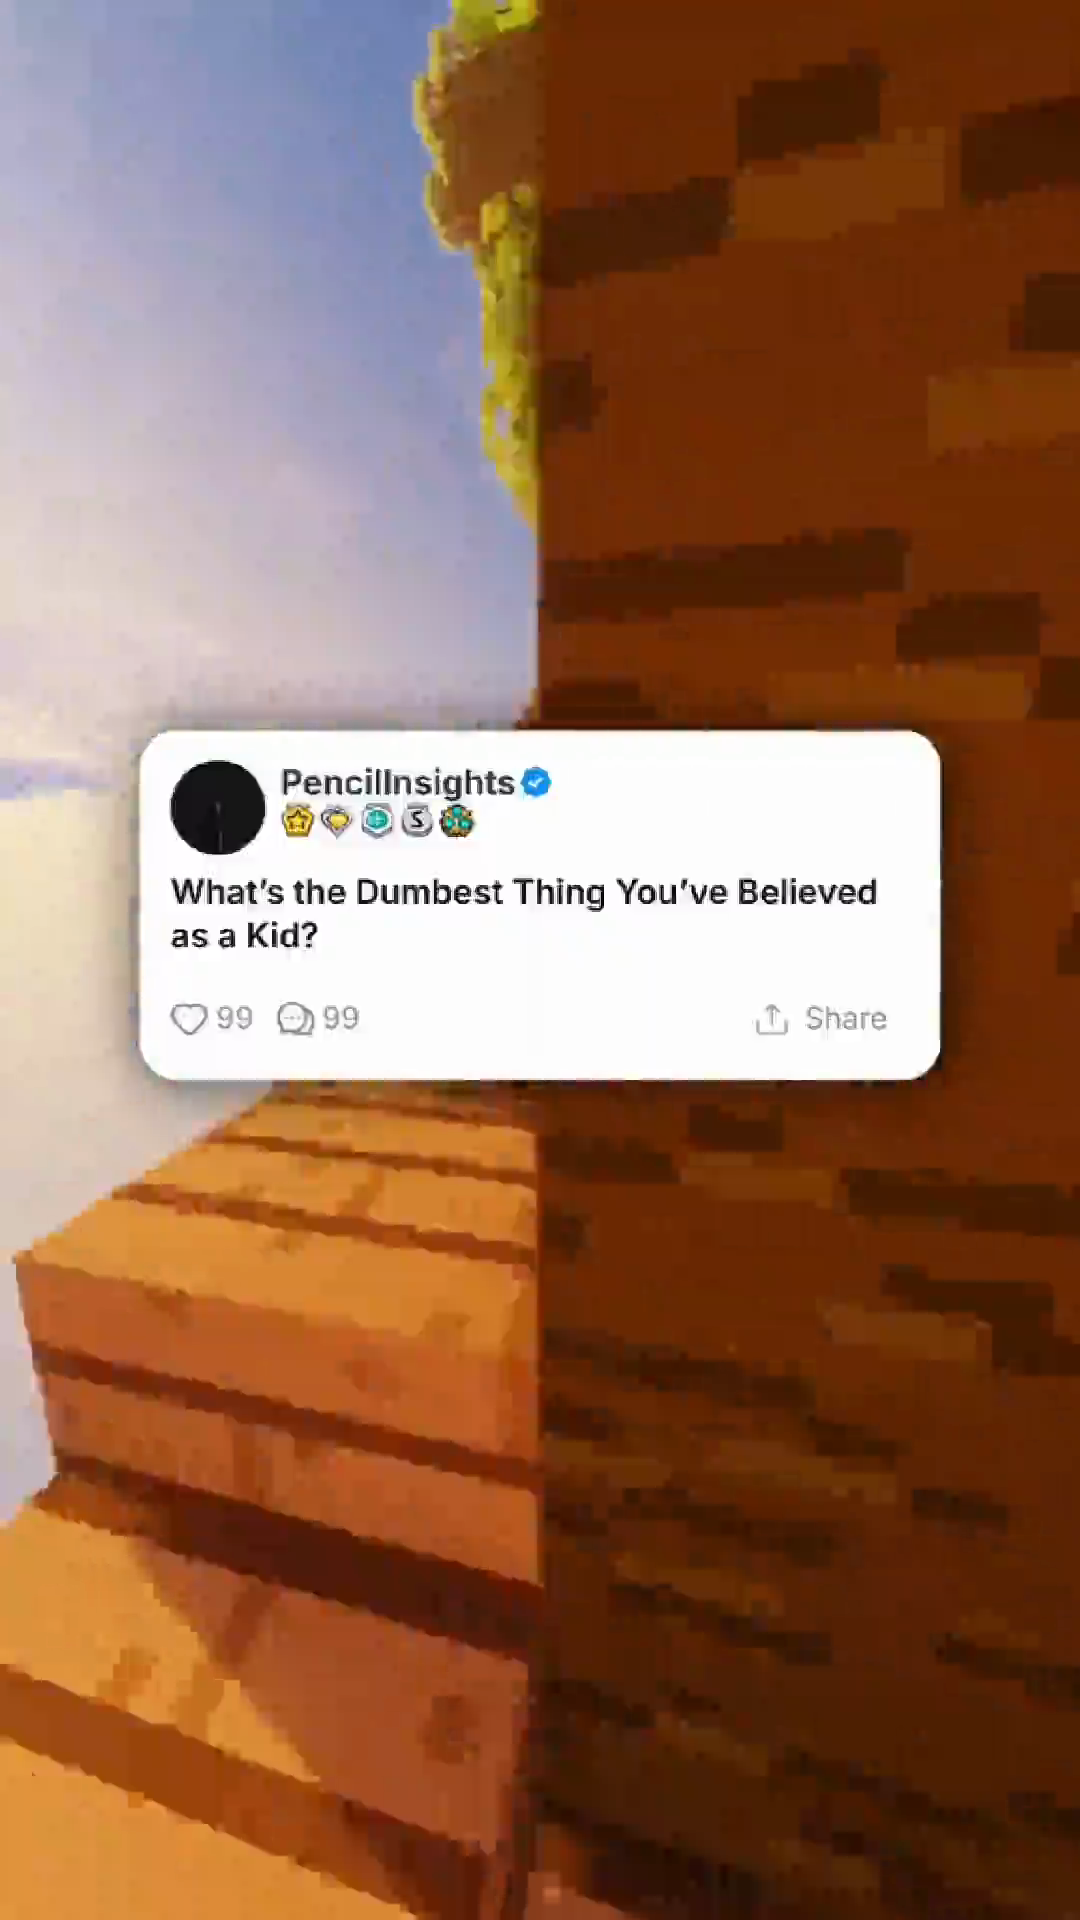 PencilInsights
What's the Dumbest Thing You've Believed
as a Kid?
99 99 Share